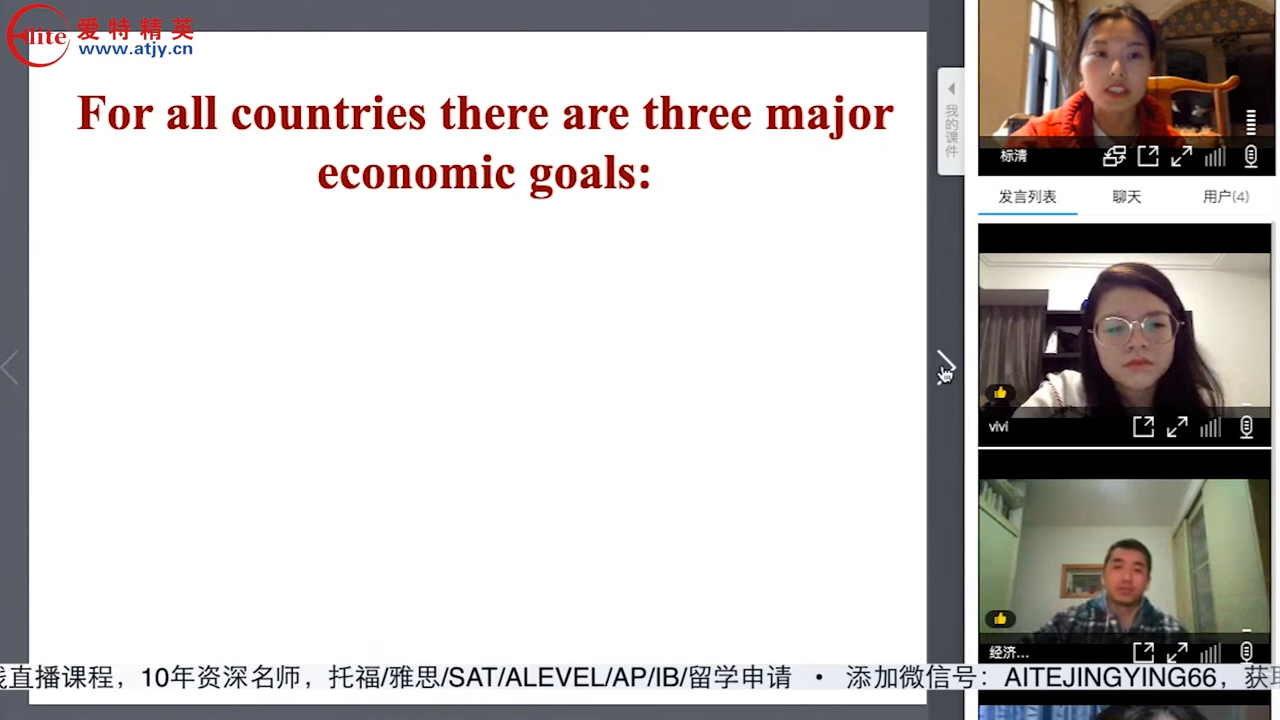 Elite 爱特精英
www.atjy.cn
For all countries there are three major
economic goals:
我的课件
标清
发言列表 聊天 用户(4)
vivi
经济...
直播课程，10年资深名师，托福/雅思/SAT/ALEVEL/AP/IB/留学申请 • 添加微信号：AITEJINGYING66，获